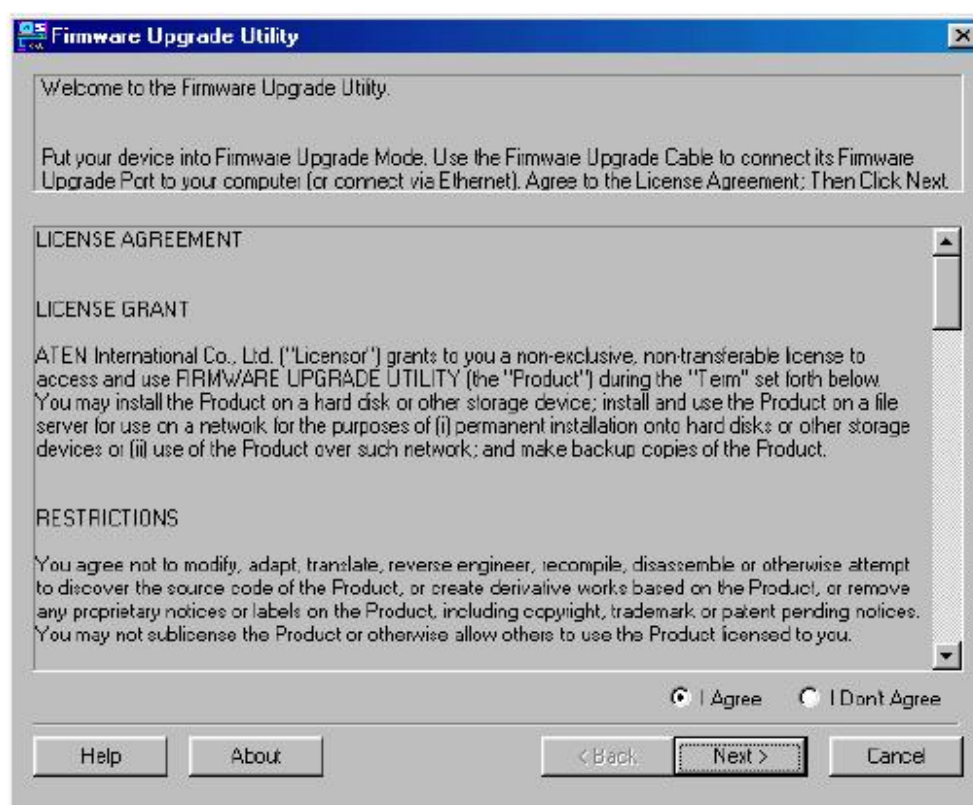 Firmware Upgrade Utility
Welcome to the Firmware Upgrade Utility.
Put your device into Firmware Upgrade Mode. Use the Firmware Upgrade Cable to connect its Firmware
Upgrade Port to your computer (or connect via Ethernet). Agree to the License Agreement; Then Click Next.
LICENSE AGREEMENT
LICENSE GRANT
ATEN International Co., Ltd. ("Licensor") grants to you a non-exclusive, non-transferable license to
access and use FIRMWARE UPGRADE UTILITY (the "Product") during the "Term" set forth below.
You may install the Product on a hard disk or other storage device; install and use the Product on a file
server for use on a network for the purposes of (i) permanent installation onto hard disks or other storage
devices or (ii) use of the Product over such network; and make backup copies of the Product.
RESTRICTIONS
You agree not to modify, adapt, translate, reverse engineer, recompile, disassemble or otherwise attempt
to discover the source code of the Product, or create derivative works based on the Product, or remove
any proprietary notices or labels on the Product, including copyright, trademark or patent pending notices.
You may not sublicense the Product or otherwise allow others to use the Product licensed to you.
I Agree I Don't Agree
Help About < Back Next > Cancel